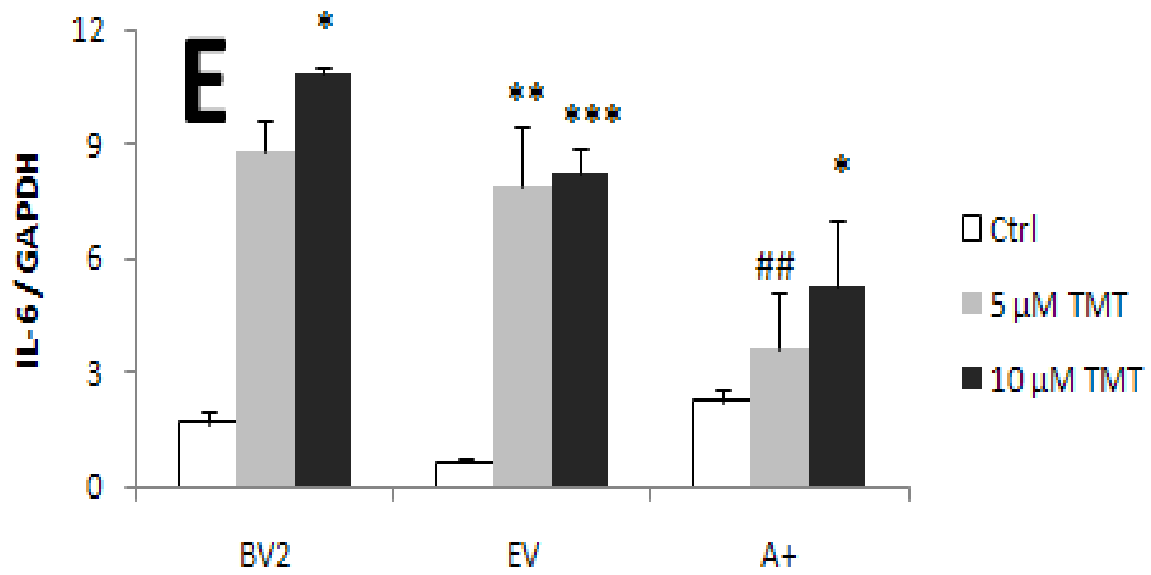 E
IL-6 / GAPDH
12
9
6
3
0
*
**
***
##
*
BV2 EV A+
Ctrl
5 µM TMT
10 µM TMT